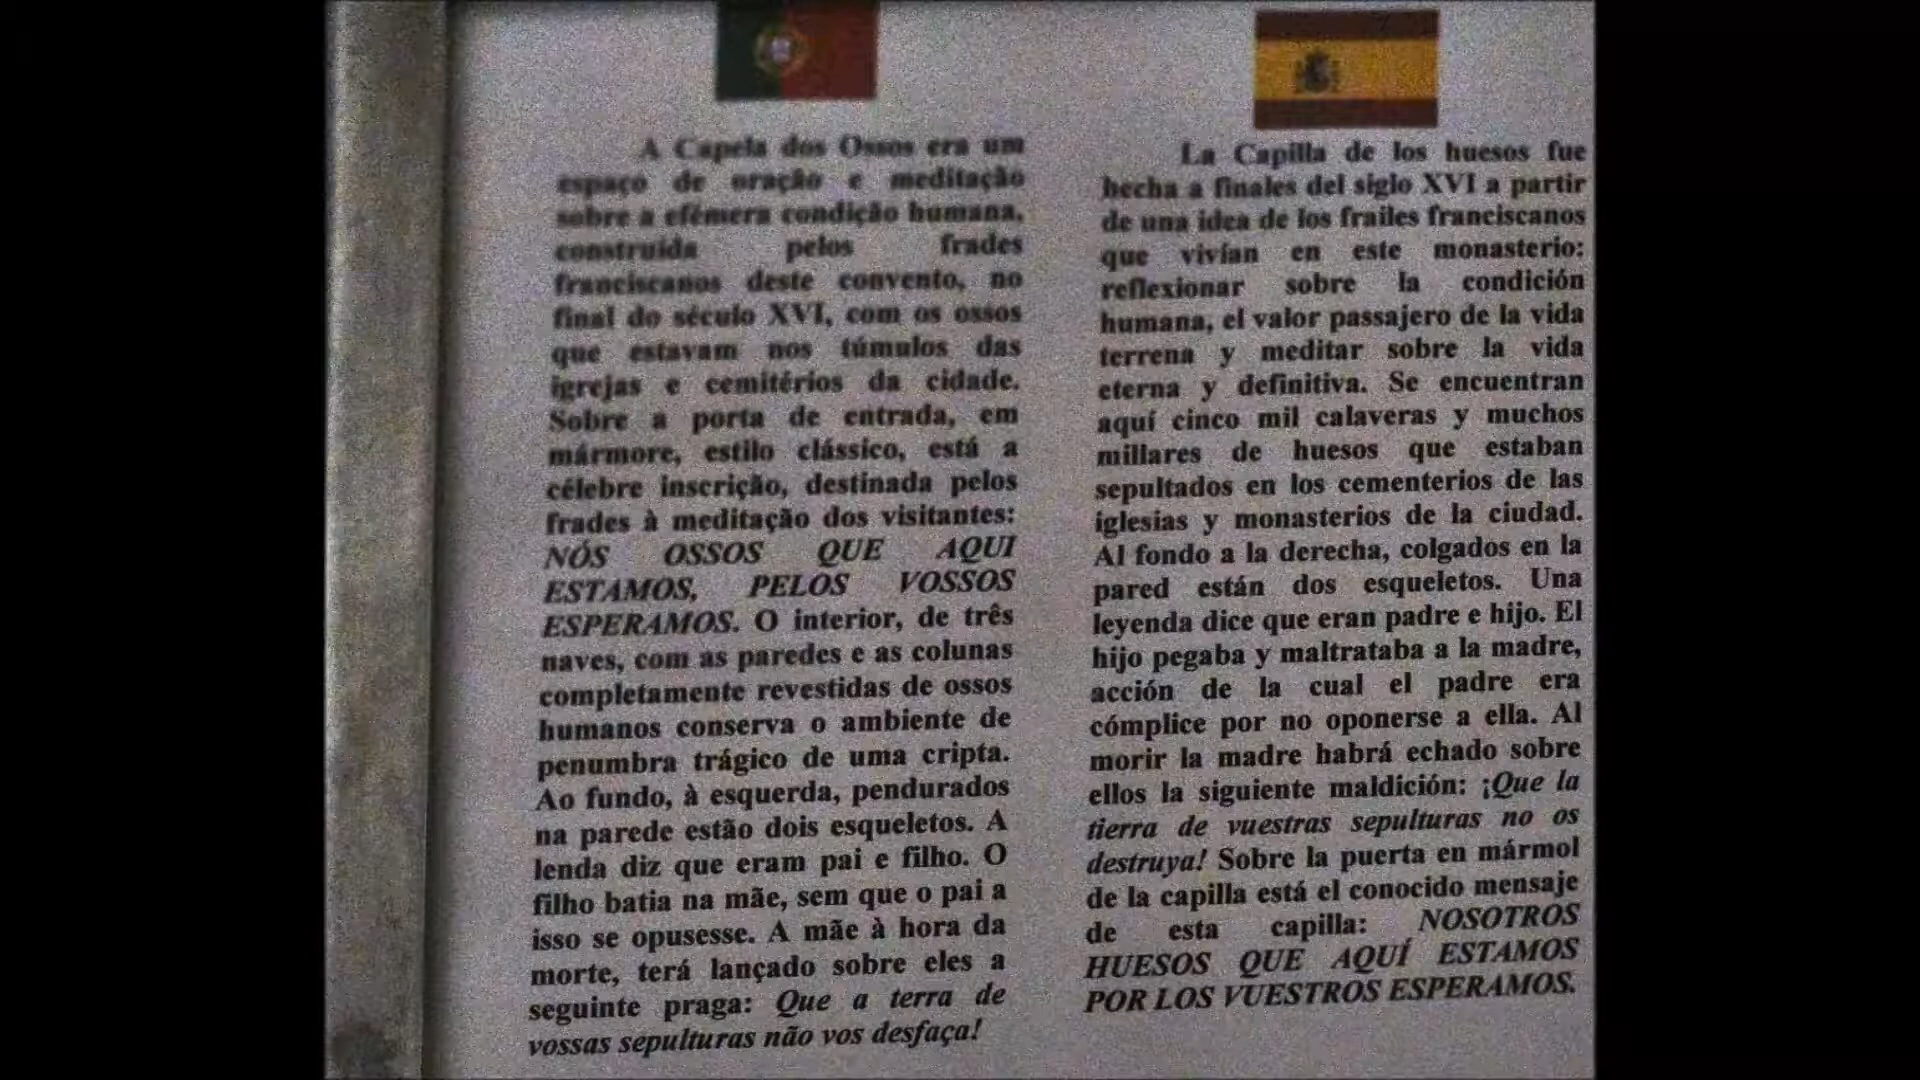 A Capela dos Ossos era um
espaço de oração e meditação
sobre a efémera condição humana,
construída pelos frades
franciscanos deste convento, no
final do século XVI, com os ossos
que estavam nos túmulos das
igrejas e cemitérios da cidade.
Sobre a porta de entrada, em
mármore, estilo clássico, está a
célebre inscrição, destinada pelos
frades à meditação dos visitantes:
NÓS OSSOS QUE AQUI
ESTAMOS, PELOS VOSSOS
ESPERAMOS. O interior, de três
naves, com as paredes e as colunas
completamente revestidas de ossos
humanos conserva o ambiente de
penumbra trágico de uma cripta.
Ao fundo, à esquerda, pendurados
na parede estão dois esqueletos. A
lenda diz que eram pai e filho. O
filho batia na mãe, sem que o pai a
isso se opusesse. A mãe à hora da
morte, terá lançado sobre eles a
seguinte praga: Que a terra de
vossas sepulturas não vos desfaça!
La Capilla de los huesos fue
hecha a finales del siglo XVI a partir
de una idea de los frailes franciscanos
que vivían en este monasterio:
reflexionar sobre la condición
humana, el valor passajero de la vida
terrena y meditar sobre la vida
eterna y definitiva. Se encuentran
aquí cinco mil calaveras y muchos
millares de huesos que estaban
sepultados en los cementerios de las
iglesias y monasterios de la ciudad.
Al fondo a la derecha, colgados en la
pared están dos esqueletos. Una
leyenda dice que eran padre e hijo. El
hijo pegaba y maltrataba a la madre,
acción de la cual el padre era
cómplice por no oponerse a ella. Al
morir la madre habrá echado sobre
ellos la siguiente maldición: ¡Que la
tierra de vuestras sepulturas no os
destruya! Sobre la puerta en mármol
de la capilla está el conocido mensaje
de esta capilla: NOSOTROS
HUESOS QUE AQUÍ ESTAMOS
POR LOS VUESTROS ESPERAMOS.